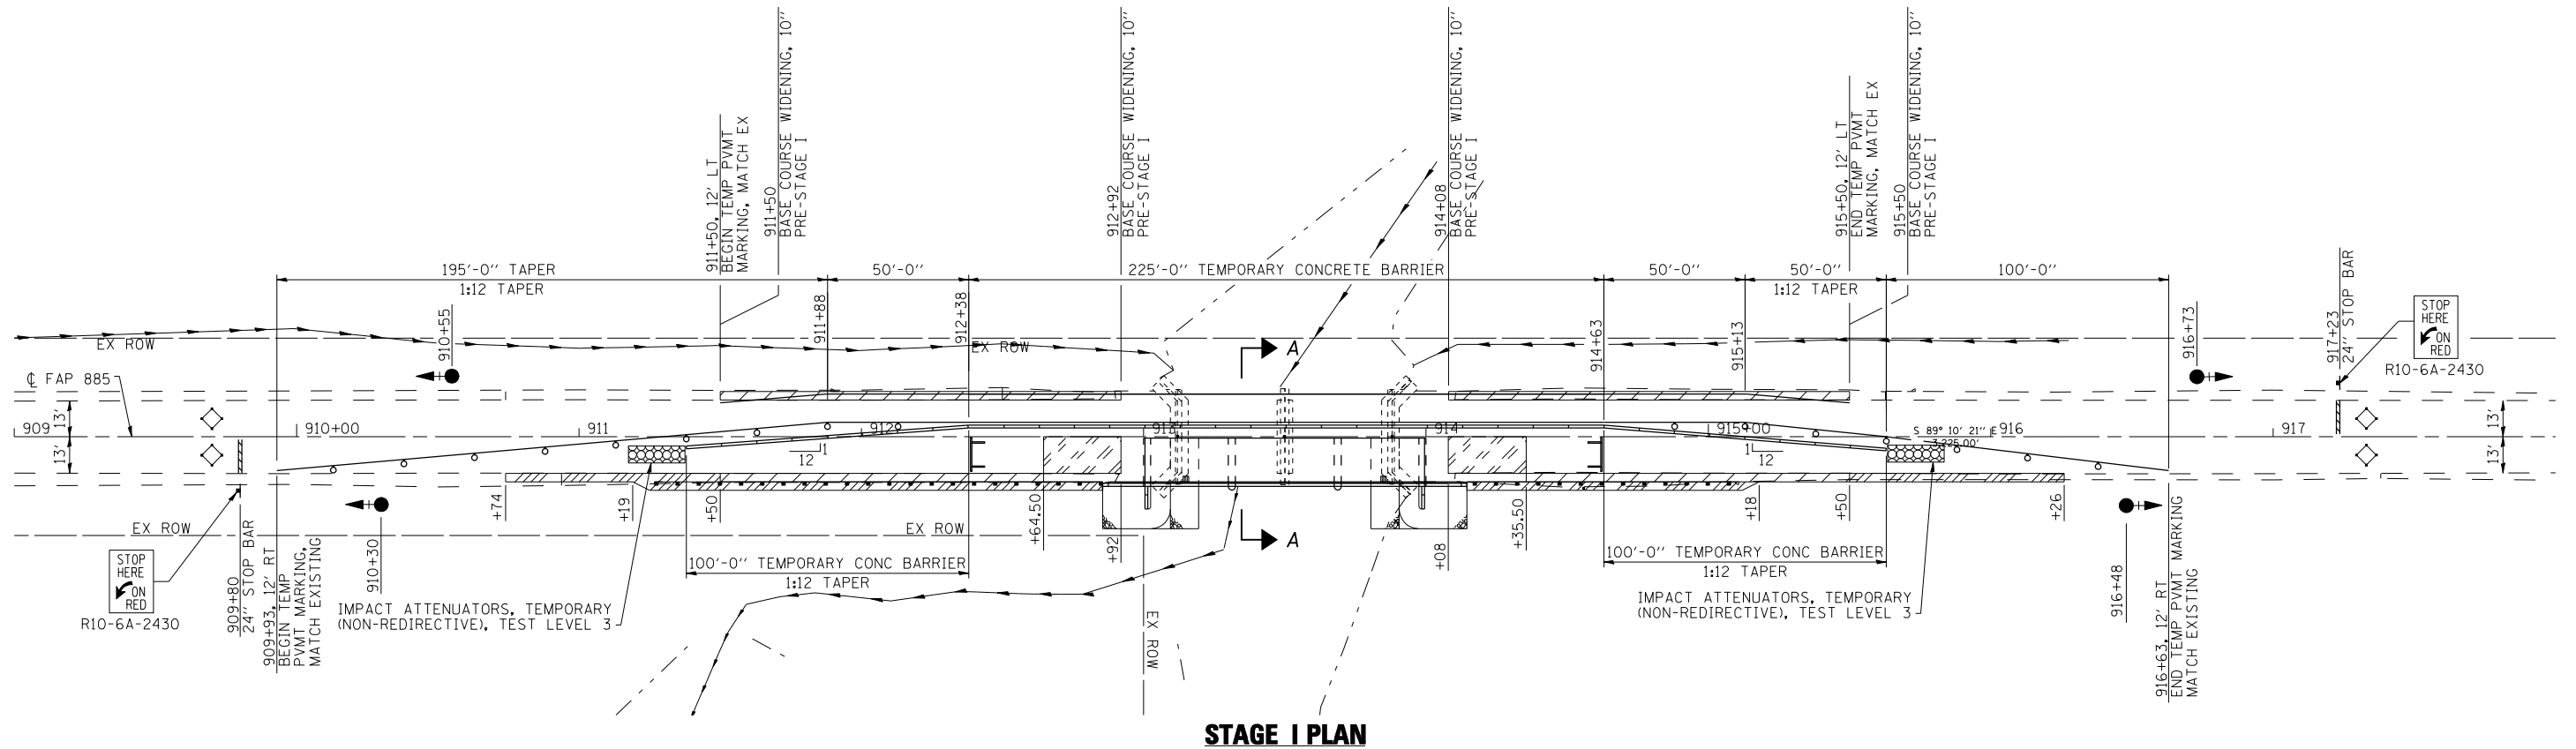 911+50, 12' LT
BEGIN TEMP PVMT
MARKING, MATCH EX
911+50
BASE COURSE WIDENING, 10"
PRE-STAGE I
912+92
BASE COURSE WIDENING, 10"
PRE-STAGE I
914+08
BASE COURSE WIDENING, 10"
PRE-STAGE I
915+50, 12' LT
END TEMP PVMT
MARKING, MATCH EX
915+50
BASE COURSE WIDENING, 10"
PRE-STAGE I
195'-0" TAPER
1:12 TAPER
50'-0"
225'-0" TEMPORARY CONCRETE BARRIER
50'-0"
50'-0"
1:12 TAPER
100'-0"
910+55
911+88
912+38
914+63
915+13
916+73
917+23
24" STOP BAR
STOP
HERE
ON
RED
R10-6A-2430
EX ROW
EX ROW
A
℄ FAP 885
13'
13'
909
910+00
911
912
913
914
915+00
S 89° 10' 21" E
3,225.00'
916
917
13'
13'
1
12
1
12
+74
+19
+50
+64.50
+92
+08
+35.50
+18
+50
+26
EX ROW
EX ROW
A
STOP
HERE
ON
RED
R10-6A-2430
909+80
24" STOP BAR
909+93, 12' RT
BEGIN TEMP
PVMT MARKING,
MATCH EXISTING
910+30
100'-0" TEMPORARY CONC BARRIER
1:12 TAPER
IMPACT ATTENUATORS, TEMPORARY
(NON-REDIRECTIVE), TEST LEVEL 3
EX ROW
100'-0" TEMPORARY CONC BARRIER
1:12 TAPER
IMPACT ATTENUATORS, TEMPORARY
(NON-REDIRECTIVE), TEST LEVEL 3
916+48
916+63, 12' RT
END TEMP PVMT MARKING
MATCH EXISTING
STAGE I PLAN